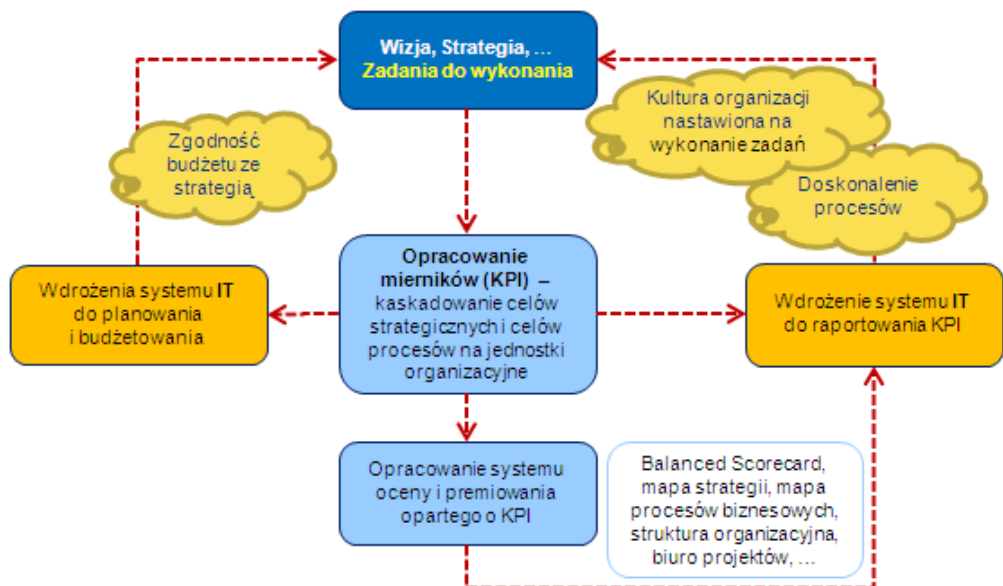 Wizja, Strategia, ...
Zadania do wykonania
Zgodność
budżetu ze
strategią
Kultura organizacji
nastawiona na
wykonanie zadań
Doskonalenie
procesów
Wdrożenia systemu IT
do planowania
i budżetowania
Opracowanie
mierników (KPI) –
kaskadowanie celów
strategicznych i celów
procesów na jednostki
organizacyjne
Wdrożenie systemu IT
do raportowania KPI
Opracowanie systemu
oceny i premiowania
opartego o KPI
Balanced Scorecard,
mapa strategii, mapa
procesów biznesowych,
struktura organizacyjna,
biuro projektów, ...